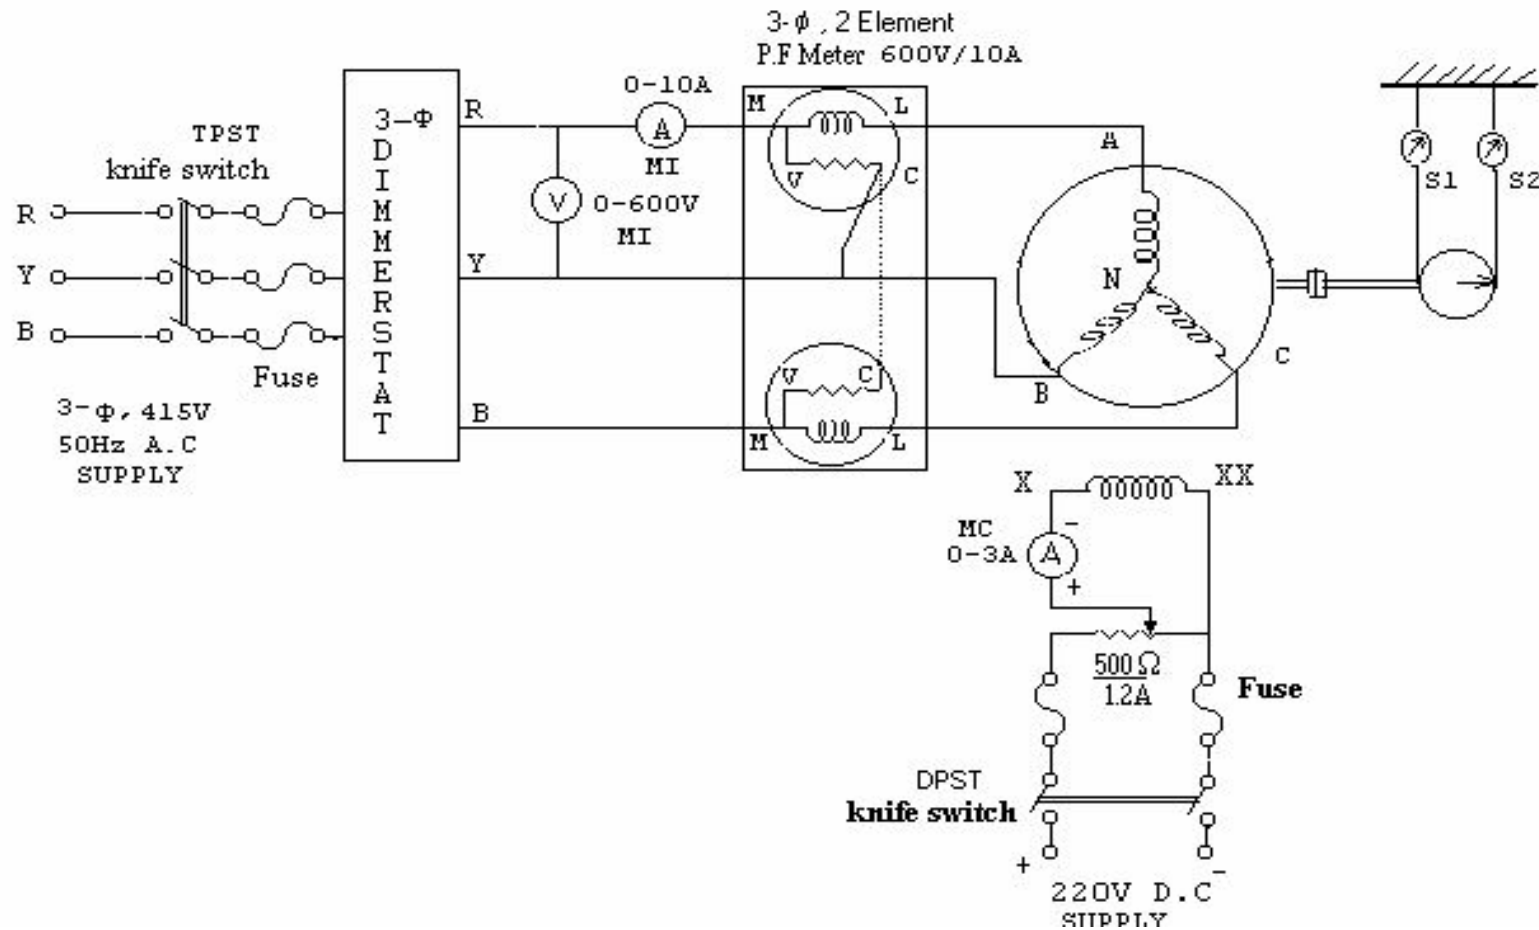 3-ϕ , 2 Element
P.F Meter 600V/10A
TPST
knife switch
R
Y
B
Fuse
3-Φ, 415V
50Hz A.C
SUPPLY
3-Φ
D
I
M
M
E
R
S
T
A
T
R
Y
B
0-10A
A
MI
V
0-600V
MI
M
L
V
C
V
C
M
L
A
N
B
C
S1
S2
X
XX
MC
0-3A
-
A
+
500 Ω
1.2A
Fuse
DPST
knife switch
+
-
220V D.C
SUPPLY